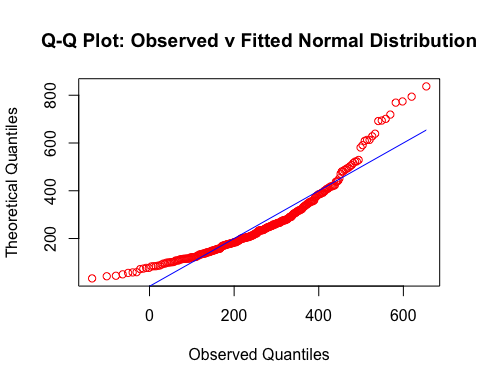 Q-Q Plot: Observed v Fitted Normal Distribution
Theoretical Quantiles
800
600
400
200
0 200 400 600
Observed Quantiles